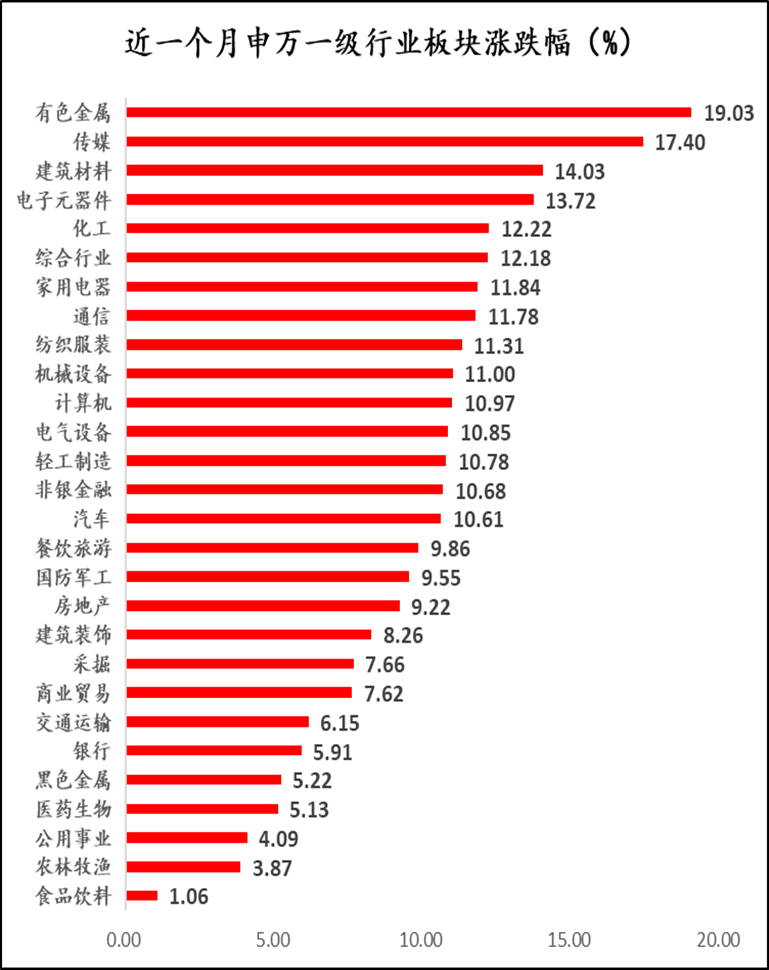 近一个月申万一级行业板块涨跌幅（%）
有色金属 19.03
传媒 17.40
建筑材料 14.03
电子元器件 13.72
化工 12.22
综合行业 12.18
家用电器 11.84
通信 11.78
纺织服装 11.31
机械设备 11.00
计算机 10.97
电气设备 10.85
轻工制造 10.78
非银金融 10.68
汽车 10.61
餐饮旅游 9.86
国防军工 9.55
房地产 9.22
建筑装饰 8.26
采掘 7.66
商业贸易 7.62
交通运输 6.15
银行 5.91
黑色金属 5.22
医药生物 5.13
公用事业 4.09
农林牧渔 3.87
食品饮料 1.06
0.00 5.00 10.00 15.00 20.00